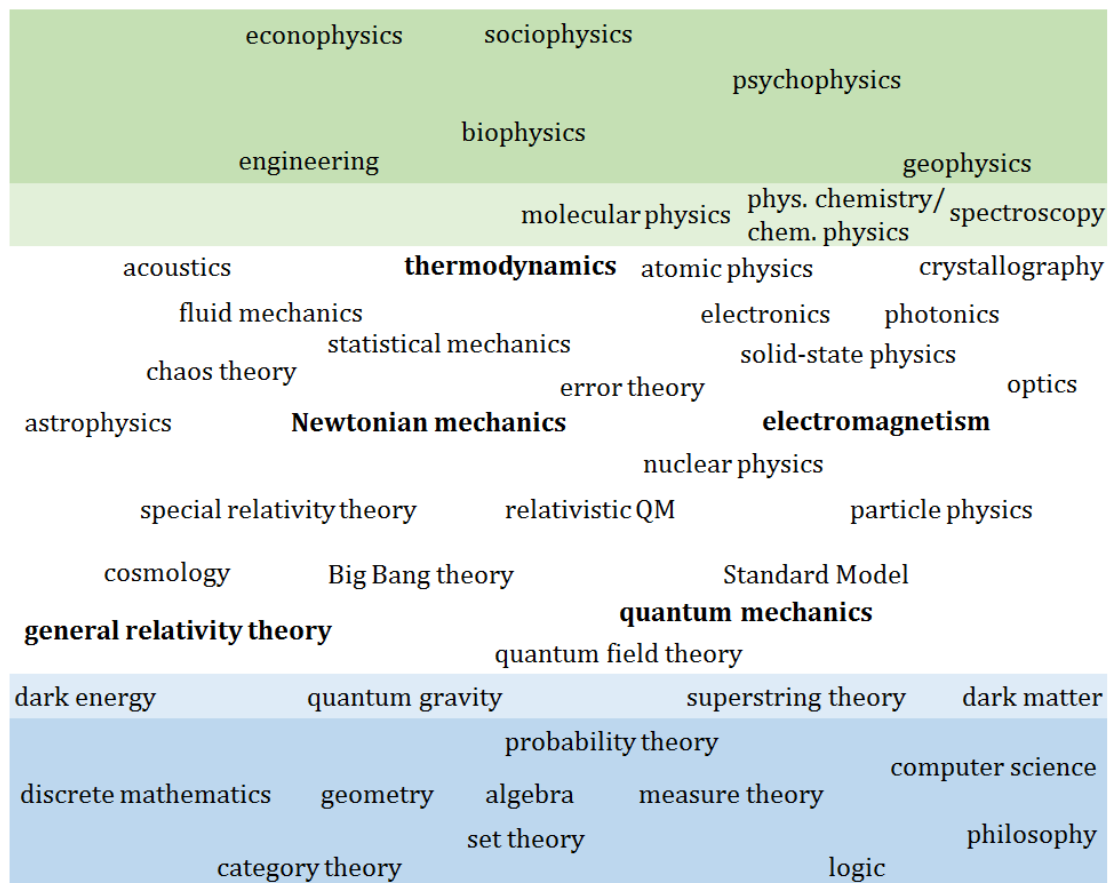 econophysics
sociophysics
psychophysics
biophysics
engineering
geophysics
molecular physics
phys. chemistry/
chem. physics
spectroscopy
acoustics
thermodynamics
atomic physics
crystallography
fluid mechanics
electronics
photonics
statistical mechanics
solid-state physics
chaos theory
error theory
optics
astrophysics
Newtonian mechanics
electromagnetism
nuclear physics
special relativity theory
relativistic QM
particle physics
cosmology
Big Bang theory
Standard Model
quantum mechanics
general relativity theory
quantum field theory
dark energy
quantum gravity
superstring theory
dark matter
probability theory
computer science
discrete mathematics
geometry
algebra
measure theory
set theory
philosophy
category theory
logic